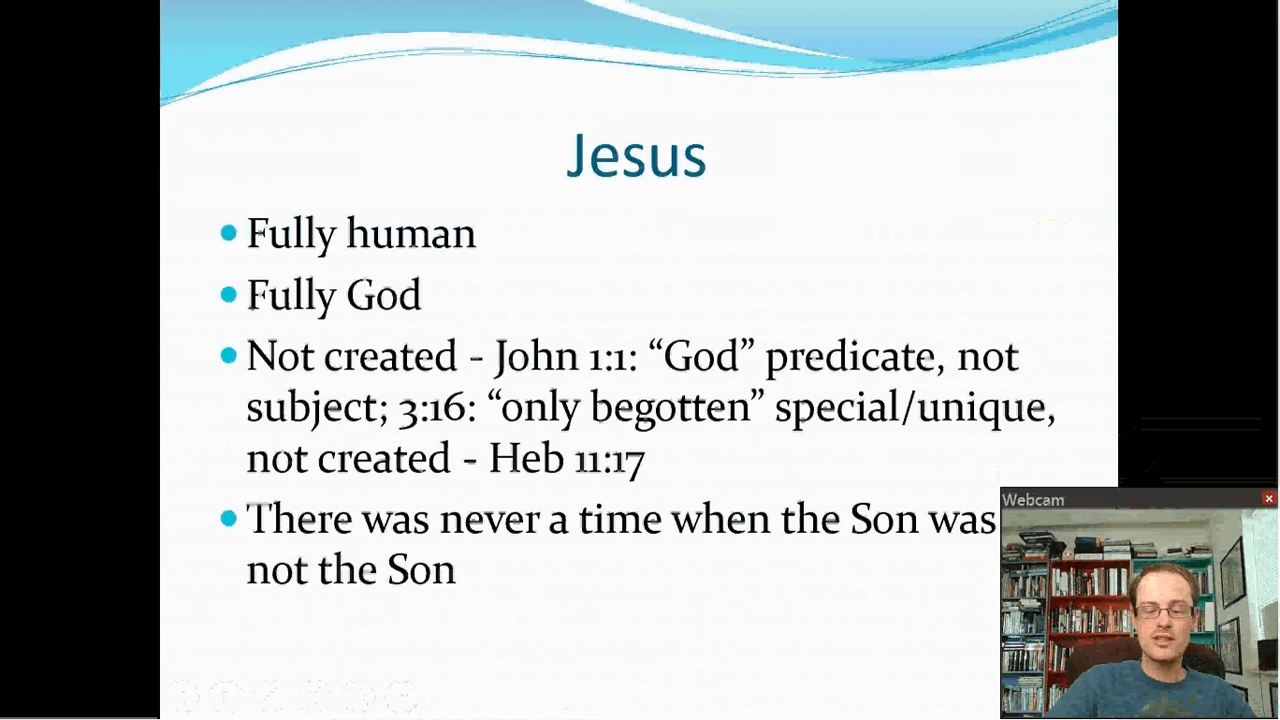 Jesus
• Fully human
• Fully God
• Not created - John 1:1: “God” predicate, not
subject; 3:16: “only begotten” special/unique,
not created - Heb 11:17
• There was never a time when the Son was
not the Son
Webcam